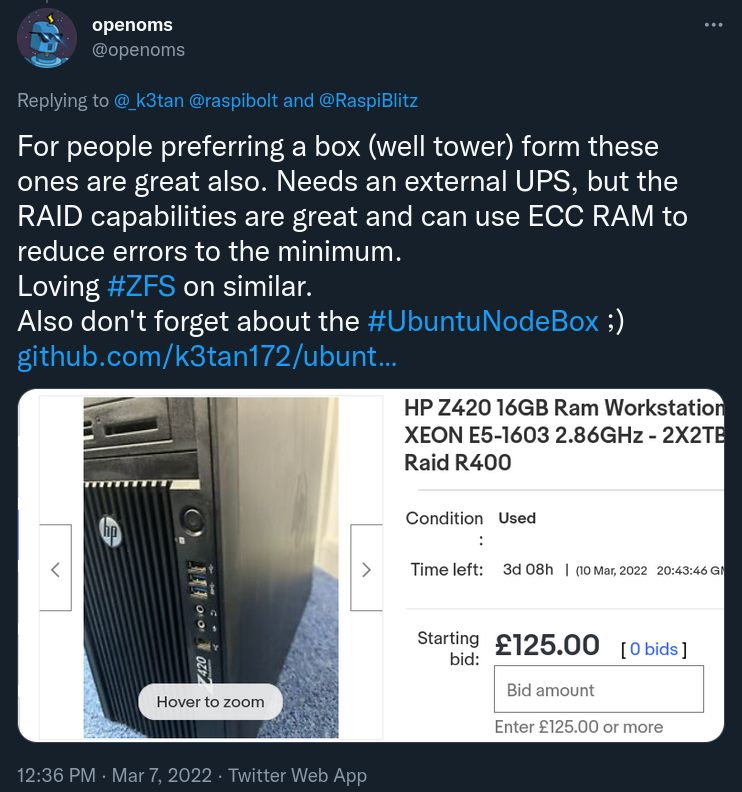 openoms
@openoms
Replying to @_k3tan @raspibolt and @RaspiBlitz
For people preferring a box (well tower) form these
ones are great also. Needs an external UPS, but the
RAID capabilities are great and can use ECC RAM to
reduce errors to the minimum.
Loving #ZFS on similar.
Also don't forget about the #UbuntuNodeBox ;)
github.com/k3tan172/ubunt...
hp
Z420
Hover to zoom
HP Z420 16GB Ram Workstation
XEON E5-1603 2.86GHz - 2X2TB
Raid R400
Condition Used
:
Time left: 3d 08h | (10 Mar, 2022 20:43:46 GM
Starting £125.00 [ 0 bids ]
bid:
Bid amount
Enter £125.00 or more
12:36 PM · Mar 7, 2022 · Twitter Web App